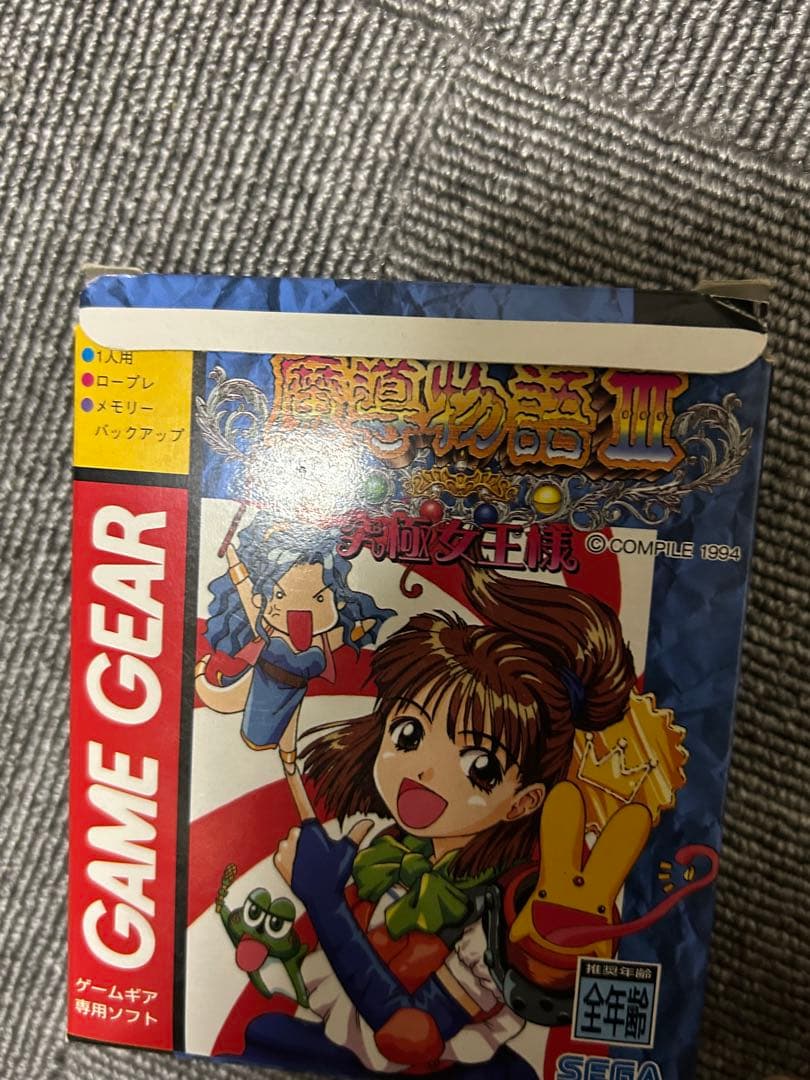 1人用
ロープレ
メモリー
バックアップ
魔導物語III
究極女王様
©COMPILE 1994
GAME GEAR
ゲームギア
専用ソフト
推奨年齢
全年齢
SEGA